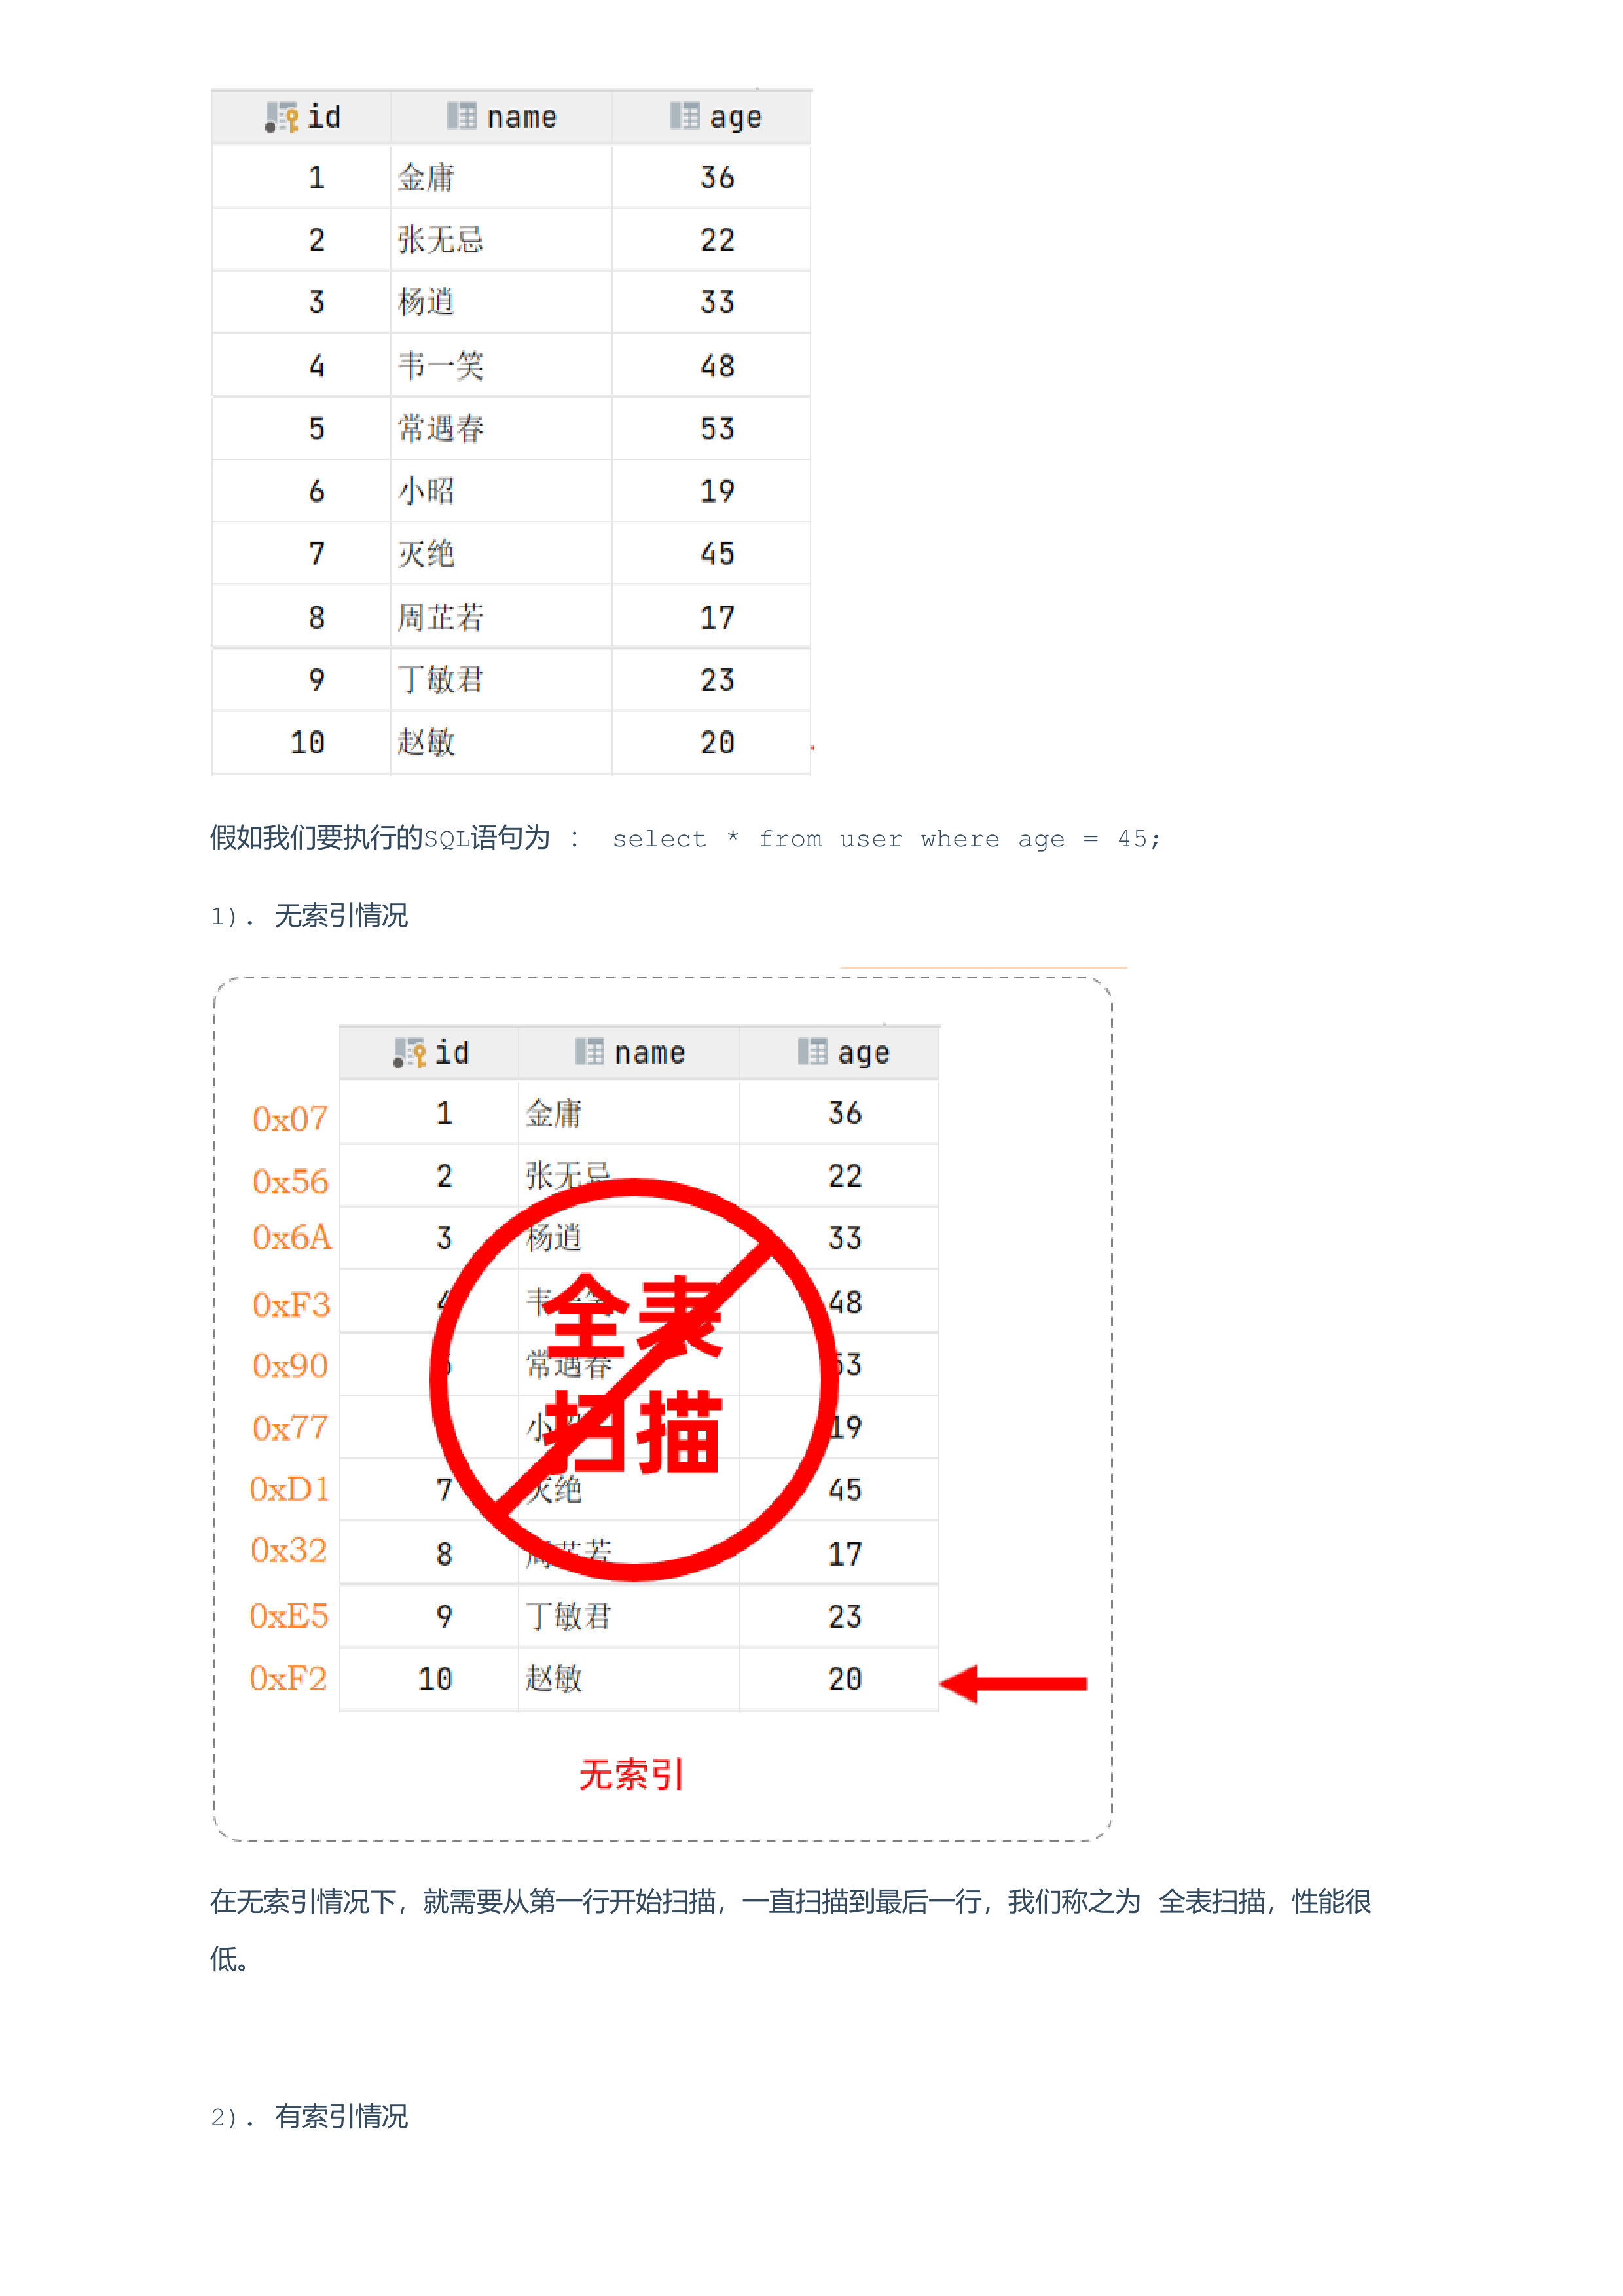 id name age
1 金庸 36
2 张无忌 22
3 杨逍 33
4 韦一笑 48
5 常遇春 53
6 小昭 19
7 灭绝 45
8 周芷若 17
9 丁敏君 23
10 赵敏 20
假如我们要执行的SQL语句为 : select * from user where age = 45;
1). 无索引情况
id name age
0x07 1 金庸 36
0x56 2 张无忌 22
0x6A 3 杨逍 33
0xF3 4 韦一笑 48
0x90 5 常遇春 53
0x77 小昭 19
0xD1 7 灭绝 45
0x32 8 周芷若 17
0xE5 9 丁敏君 23
0xF2 10 赵敏 20
全表
扫描
无索引
在无索引情况下，就需要从第一行开始扫描，一直扫描到最后一行，我们称之为 全表扫描，性能很
低。
2). 有索引情况